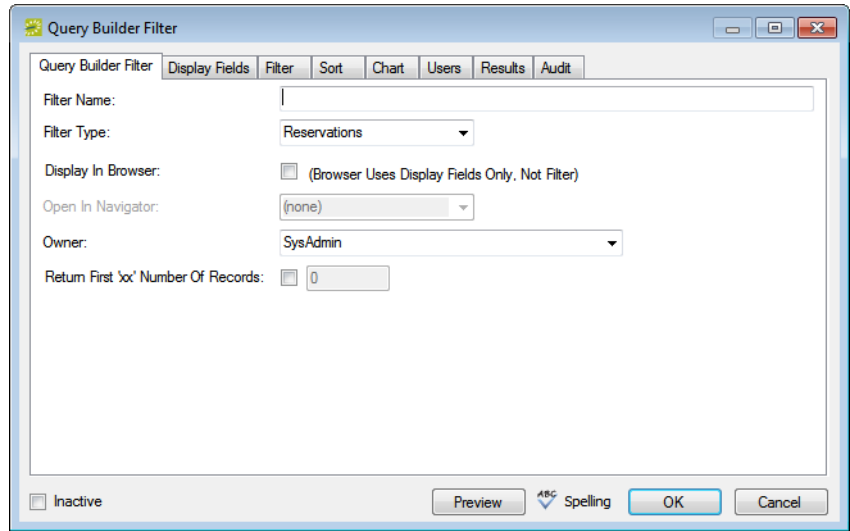 Query Builder Filter
Query Builder Filter Display Fields Filter Sort Chart Users Results Audit
Filter Name:
Filter Type: Reservations
Display In Browser: (Browser Uses Display Fields Only, Not Filter)
Open In Navigator: (none)
Owner: SysAdmin
Return First 'xx' Number Of Records: 0
Inactive Preview ABC Spelling OK Cancel